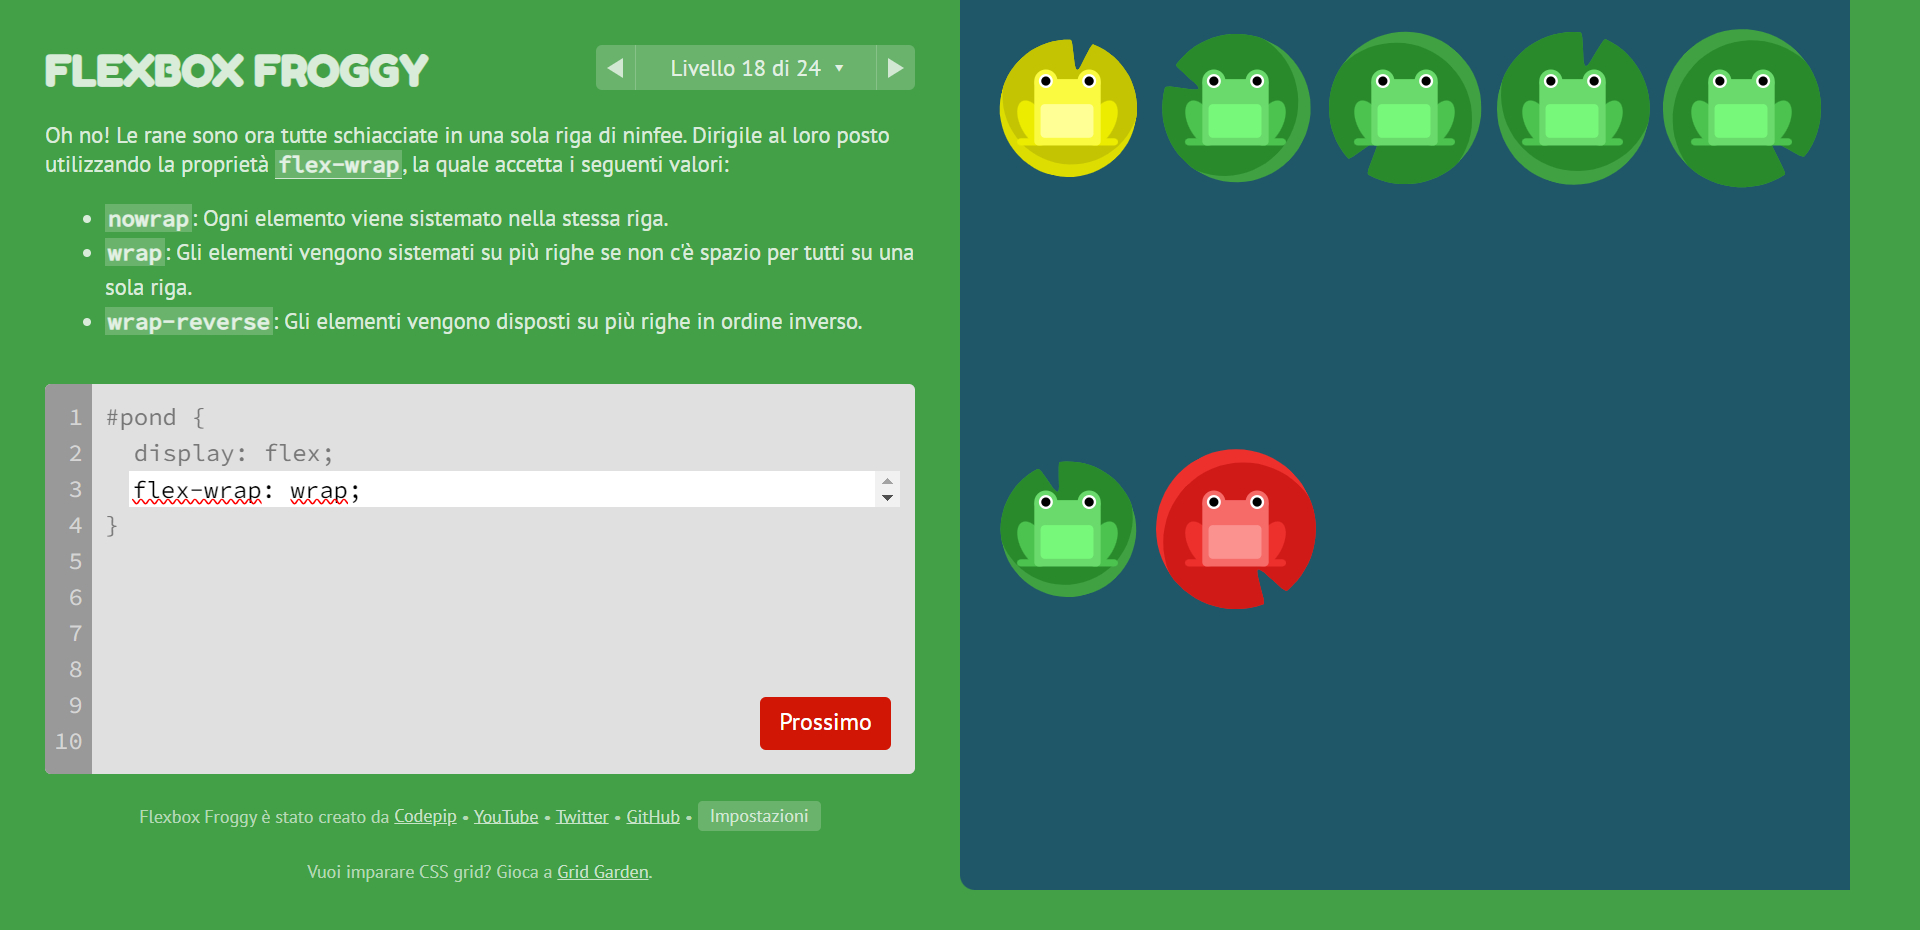 FLEXBOX FROGGY
Livello 18 di 24
Oh no! Le rane sono ora tutte schiacciate in una sola riga di ninfee. Dirigile al loro posto
utilizzando la proprietà flex-wrap, la quale accetta i seguenti valori:
nowrap: Ogni elemento viene sistemato nella stessa riga.
wrap: Gli elementi vengono sistemati su più righe se non c'è spazio per tutti su una
sola riga.
wrap-reverse: Gli elementi vengono disposti su più righe in ordine inverso.
1 #pond {
2 display: flex;
3 flex-wrap: wrap;
4 }
5
6
7
8
9
10
Prossimo
Flexbox Froggy è stato creato da Codepip • YouTube • Twitter • GitHub • Impostazioni
Vuoi imparare CSS grid? Gioca a Grid Garden.